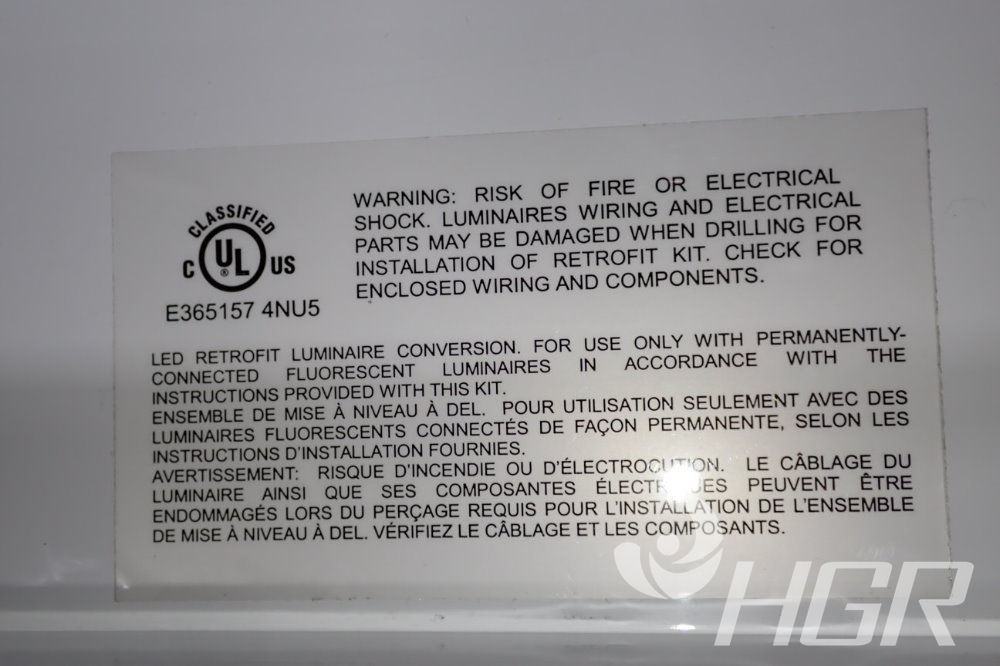 CLASSIFIED
C UL ® US
E365157 4NU5
WARNING: RISK OF FIRE OR ELECTRICAL
SHOCK. LUMINAIRES WIRING AND ELECTRICAL
PARTS MAY BE DAMAGED WHEN DRILLING FOR
INSTALLATION OF RETROFIT KIT. CHECK FOR
ENCLOSED WIRING AND COMPONENTS.
LED RETROFIT LUMINAIRE CONVERSION. FOR USE ONLY WITH PERMANENTLY-
CONNECTED FLUORESCENT LUMINAIRES IN ACCORDANCE WITH THE
INSTRUCTIONS PROVIDED WITH THIS KIT.
ENSEMBLE DE MISE À NIVEAU À DEL. POUR UTILISATION SEULEMENT AVEC DES
LUMINAIRES FLUORESCENTS CONNECTÉS DE FAÇON PERMANENTE, SELON LES
INSTRUCTIONS D'INSTALLATION FOURNIES.
AVERTISSEMENT: RISQUE D'INCENDIE OU D'ÉLECTROCUTION. LE CÂBLAGE DU
LUMINAIRE AINSI QUE SES COMPOSANTES ÉLECTRIQUES PEUVENT ÊTRE
ENDOMMAGÉS LORS DU PERÇAGE REQUIS POUR L'INSTALLATION DE L'ENSEMBLE
DE MISE À NIVEAU À DEL. VÉRIFIEZ LE CÂBLAGE ET LES COMPOSANTS.
HGR